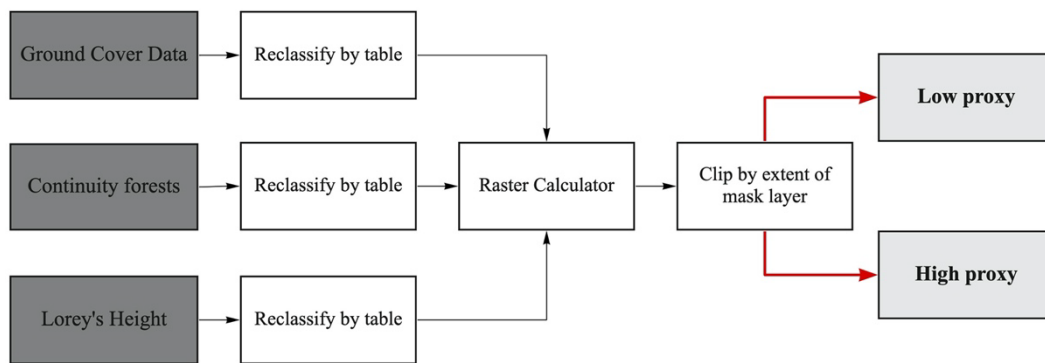 Ground Cover Data
Reclassify by table
Low proxy
Continuity forests
Reclassify by table
Raster Calculator
Clip by extent of
mask layer
High proxy
Lorey's Height
Reclassify by table